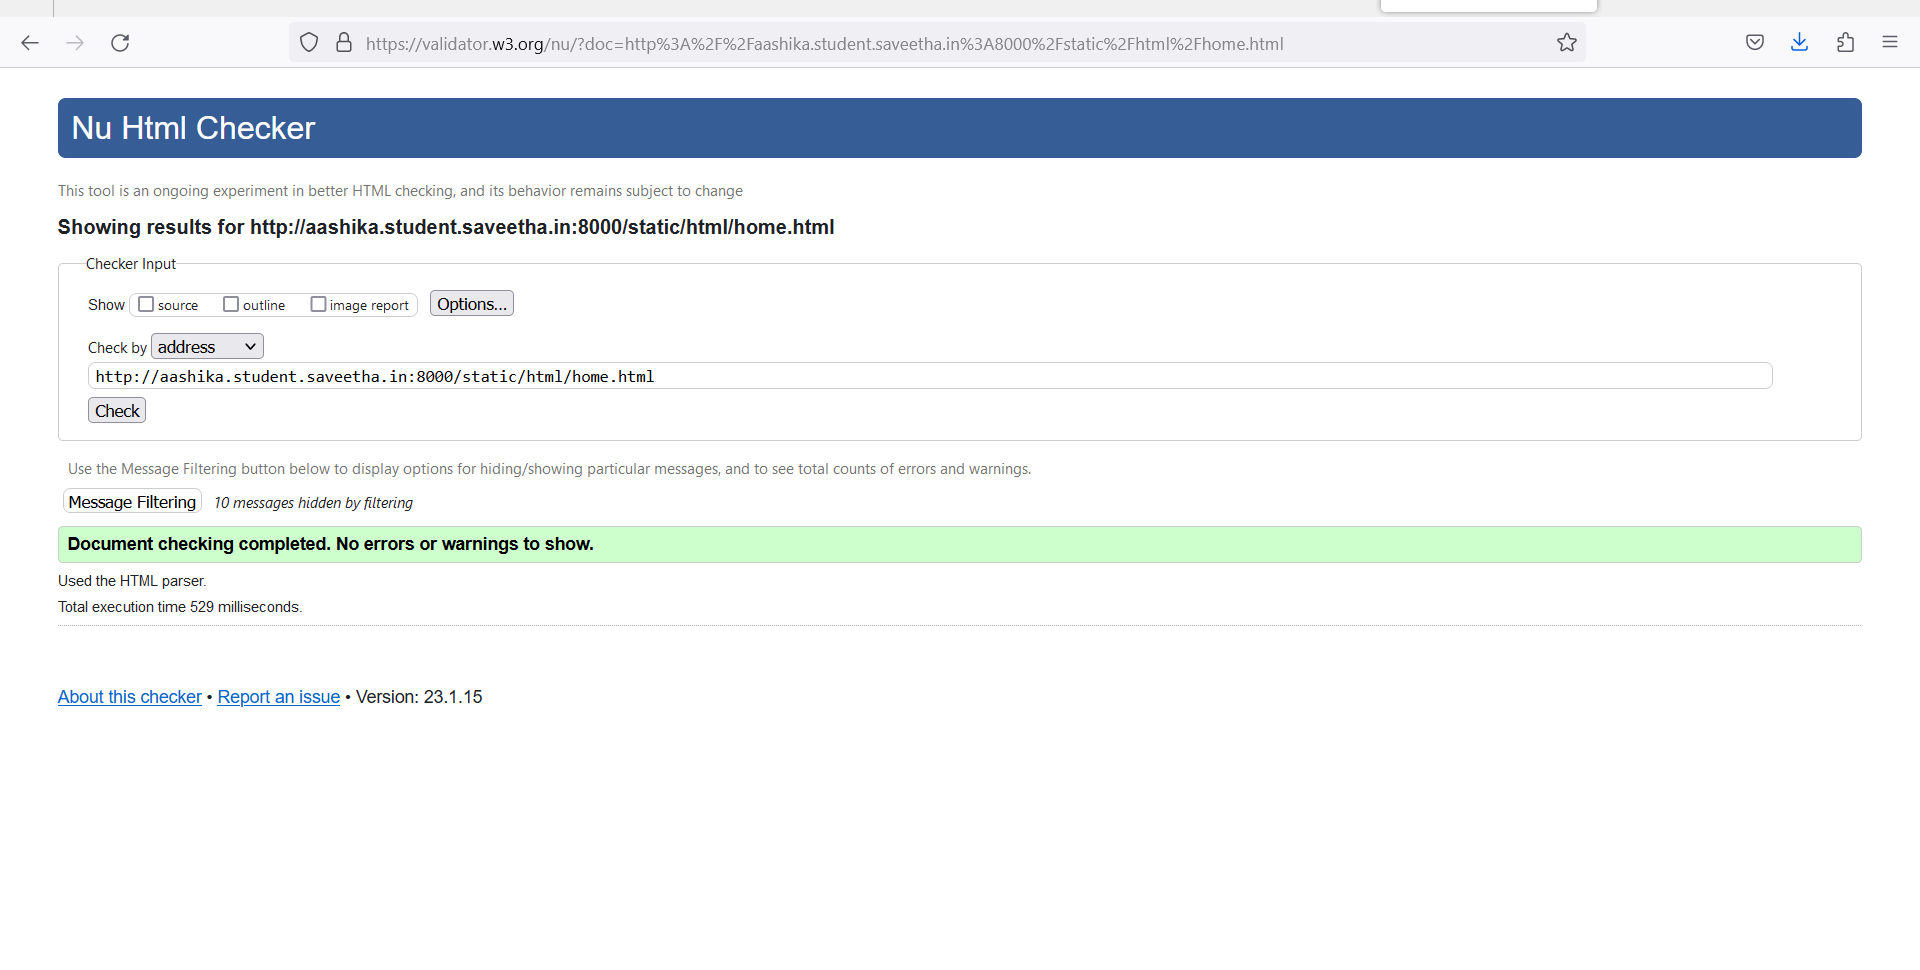 https://validator.w3.org/nu/?doc=http%3A%2F%2Faashika.student.saveetha.in%3A8000%2Fstatic%2Fhtml%2Fhome.html
Nu Html Checker
This tool is an ongoing experiment in better HTML checking, and its behavior remains subject to change
Showing results for http://aashika.student.saveetha.in:8000/static/html/home.html
Checker Input
Show source outline image report Options...
Check by address
http://aashika.student.saveetha.in:8000/static/html/home.html
Check
Use the Message Filtering button below to display options for hiding/showing particular messages, and to see total counts of errors and warnings.
Message Filtering 10 messages hidden by filtering
Document checking completed. No errors or warnings to show.
Used the HTML parser.
Total execution time 529 milliseconds.
About this checker • Report an issue • Version: 23.1.15